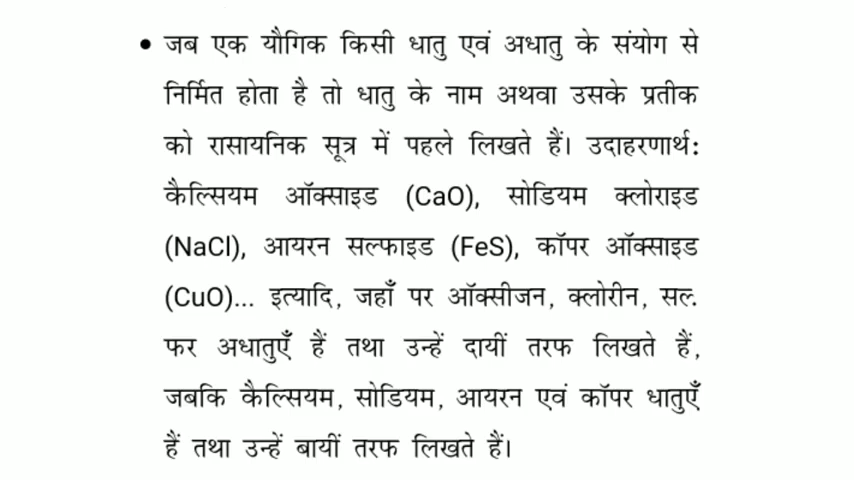 • जब एक यौगिक किसी धातु एवं अधातु के संयोग से
निर्मित होता है तो धातु के नाम अथवा उसके प्रतीक
को रासायनिक सूत्र में पहले लिखते हैं। उदाहरणार्थ:
कैल्सियम ऑक्साइड (CaO), सोडियम क्लोराइड
(NaCl), आयरन सल्फाइड (FeS), कॉपर ऑक्साइड
(CuO)... इत्यादि, जहाँ पर ऑक्सीजन, क्लोरीन, सल्.
फर अधातुएँ हैं तथा उन्हें दायीं तरफ लिखते हैं,
जबकि कैल्सियम, सोडियम, आयरन एवं कॉपर धातुएँ
हैं तथा उन्हें बायीं तरफ लिखते हैं।